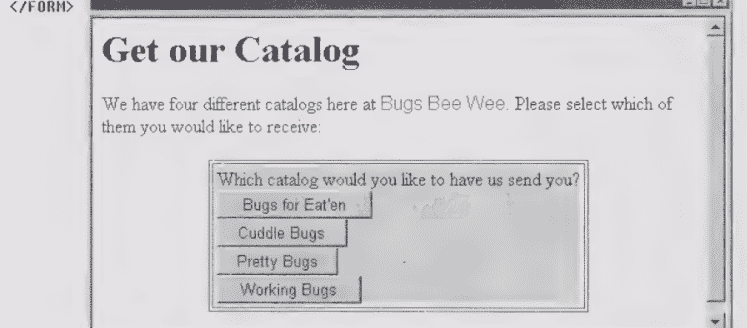 </FORM>
Get our Catalog
We have four different catalogs here at Bugs Bee Wee. Please select which of
them you would like to receive:
Which catalog would you like to have us send you?
Bugs for Eat'en
Cuddle Bugs
Pretty Bugs
Working Bugs